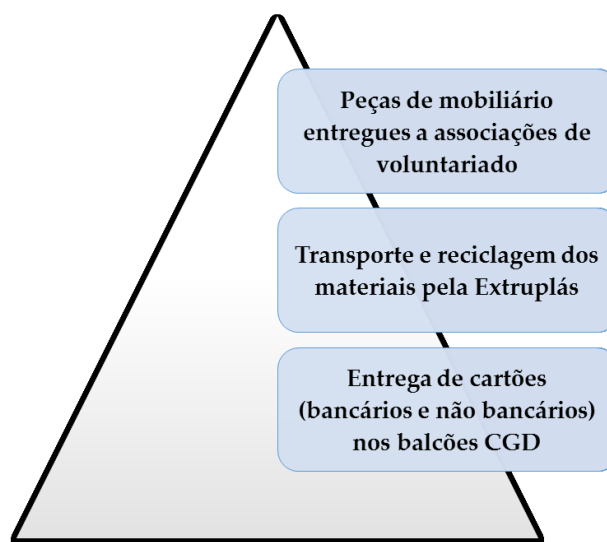 Peças de mobiliário
entregues a associações de
voluntariado
Transporte e reciclagem dos
materiais pela Extruplás
Entrega de cartões
(bancários e não bancários)
nos balcões CGD